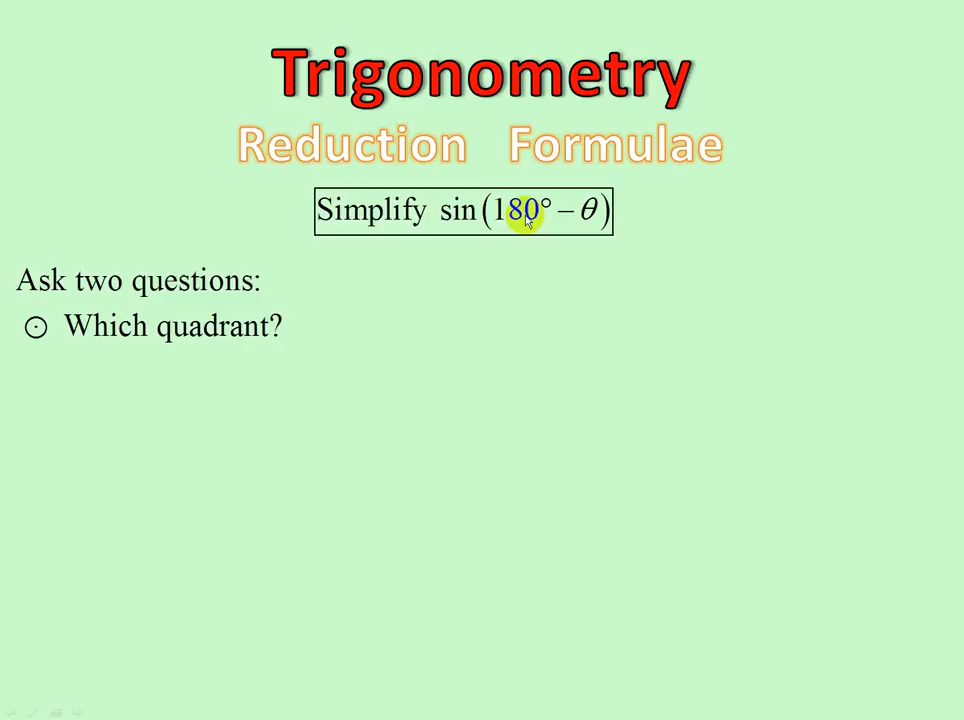 Trigonometry
Reduction Formulae
Simplify sin(180° – θ)
Ask two questions:
⊙ Which quadrant?